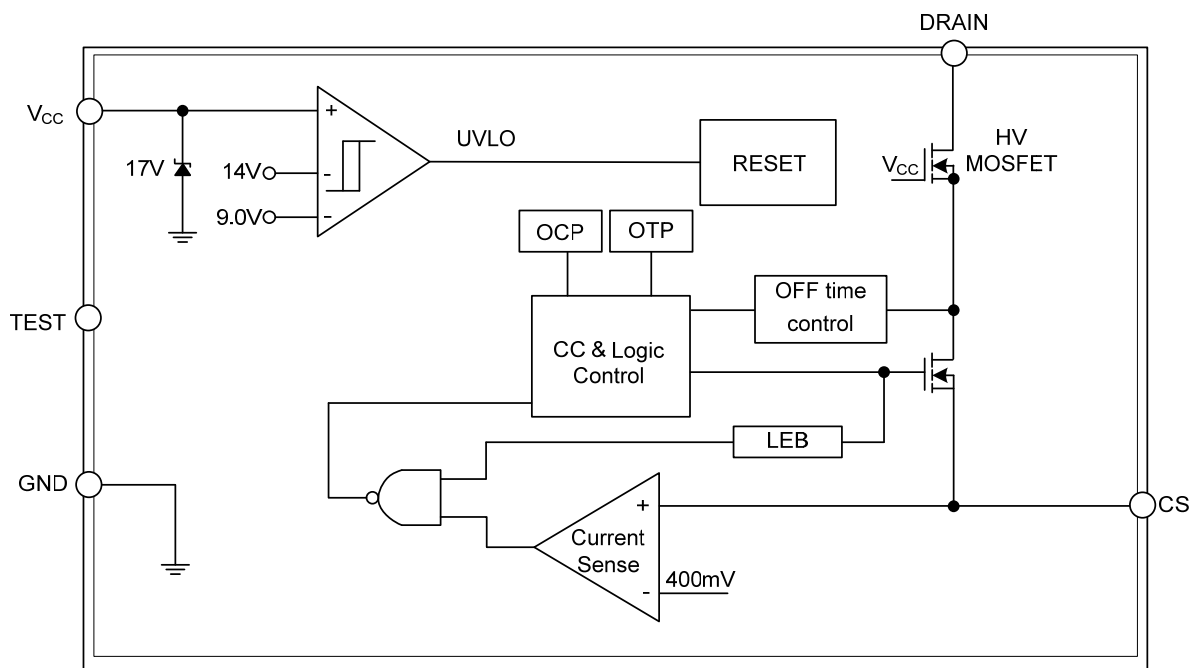 DRAIN
VCC
17V
14V
9.0V
+
-
-
UVLO
RESET
VCC
HV
MOSFET
OCP
OTP
OFF time
control
TEST
CC & Logic
Control
LEB
GND
CS
Current
Sense
+
-
400mV